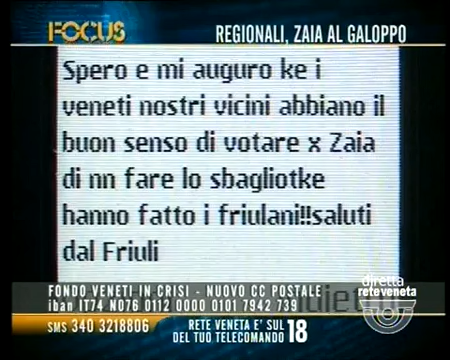 FOCUS
REGIONALI, ZAIA AL GALOPPO
Spero e mi auguro ke i
veneti nostri vicini abbiano il
buon senso di votare x Zaia
di nn fare lo sbagliotke
hanno fatto i friulani!!saluti
dal Friuli
diretta
reteveneta
FONDO VENETI IN CRISI - NUOVO CC POSTALE
iban IT74 N076 0112 0000 0101 7942 739
SMS 340 3218806
RETE VENETA E' SUL
DEL TUO TELECOMANDO
18